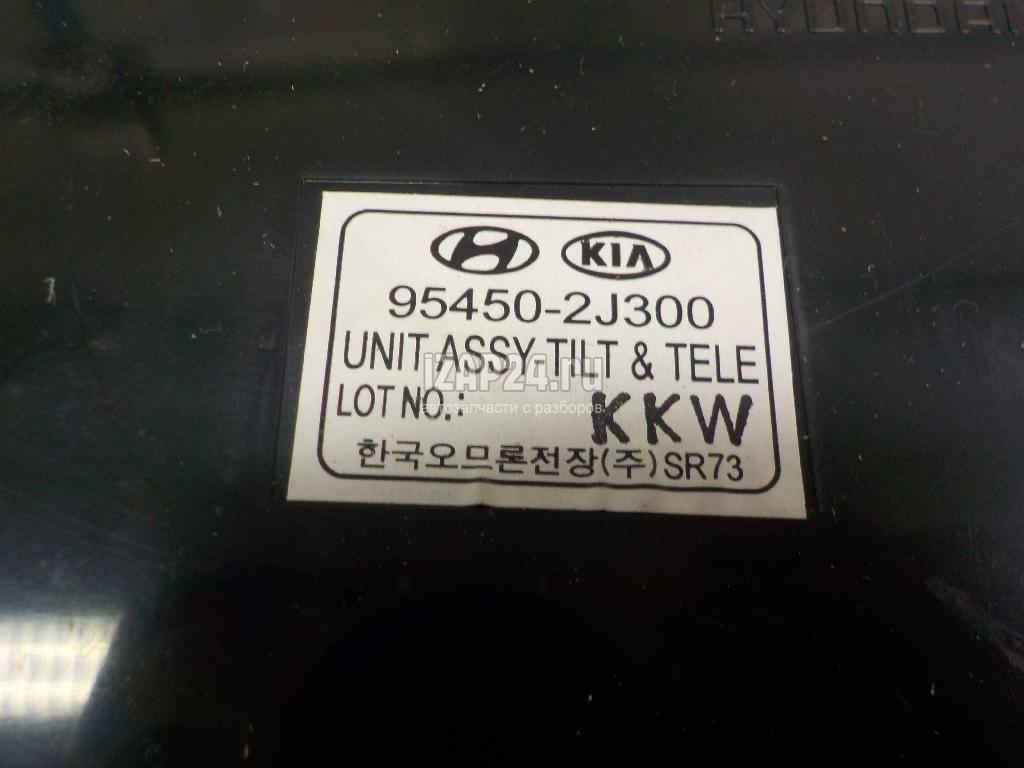 HYUNDAI
KIA
95450-2J300
UNIT ASSY-TILT & TELE
iZAP24.ru
LOT NO.:
автозапчасти с разборов
KKW
한국오므론전장(주)SR73